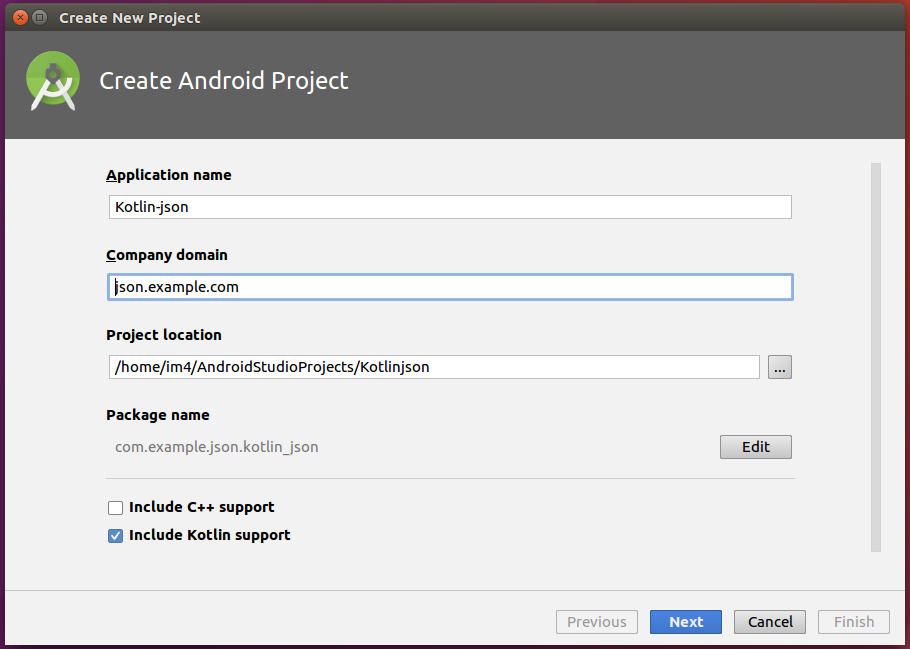 Create New Project
Create Android Project
Application name
Kotlin-json
Company domain
json.example.com
Project location
/home/im4/AndroidStudioProjects/Kotlinjson
...
Package name
com.example.json.kotlin_json
Edit
Include C++ support
Include Kotlin support
Previous Next Cancel Finish